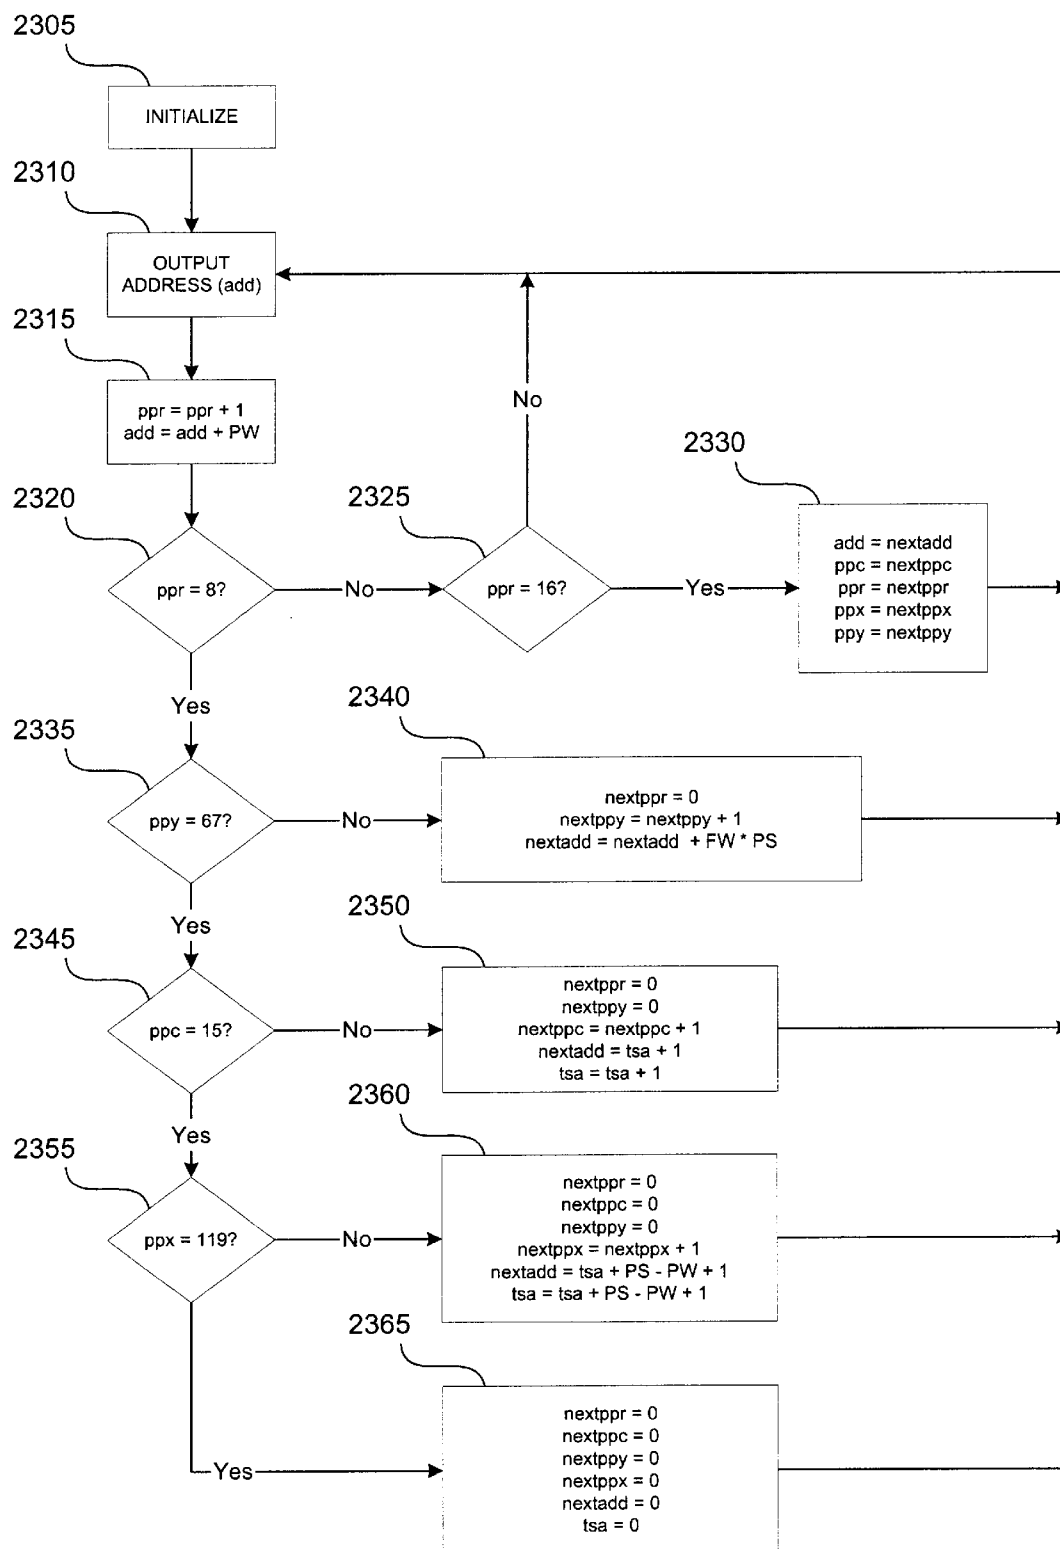 2305
INITIALIZE
2310
OUTPUT
ADDRESS (add)
2315
ppr = ppr + 1
add = add + PW
2320
ppr = 8?
No
2325
ppr = 16?
No
Yes
2330
add = nextadd
ppc = nextppc
ppr = nextppr
ppx = nextppx
ppy = nextppy
Yes
2335
ppy = 67?
No
2340
nextppr = 0
nextppy = nextppy + 1
nextadd = nextadd + FW * PS
Yes
2345
ppc = 15?
No
2350
nextppr = 0
nextppy = 0
nextppc = nextppc + 1
nextadd = tsa + 1
tsa = tsa + 1
Yes
2355
ppx = 119?
No
2360
nextppr = 0
nextppc = 0
nextppy = 0
nextppx = nextppx + 1
nextadd = tsa + PS - PW + 1
tsa = tsa + PS - PW + 1
Yes
2365
nextppr = 0
nextppc = 0
nextppy = 0
nextppx = 0
nextadd = 0
tsa = 0